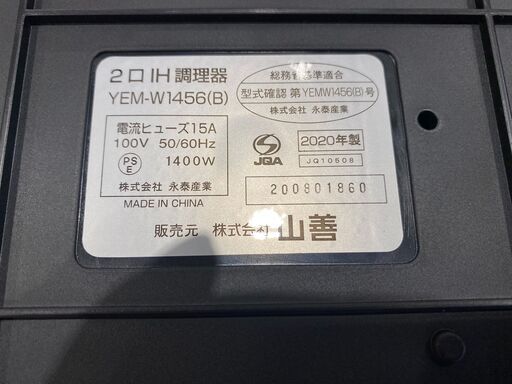 2口IH調理器
YEM-W1456(B)
電流ヒューズ15A
100V 50/60Hz
PS
E
1400W
株式会社 永泰産業
MADE IN CHINA
総務省基準適合
型式確認 第YEMW1456(B)号
株式会社 永泰産業
JQA
2020年製
JQ10608
200801860
販売元 株式会社 山善